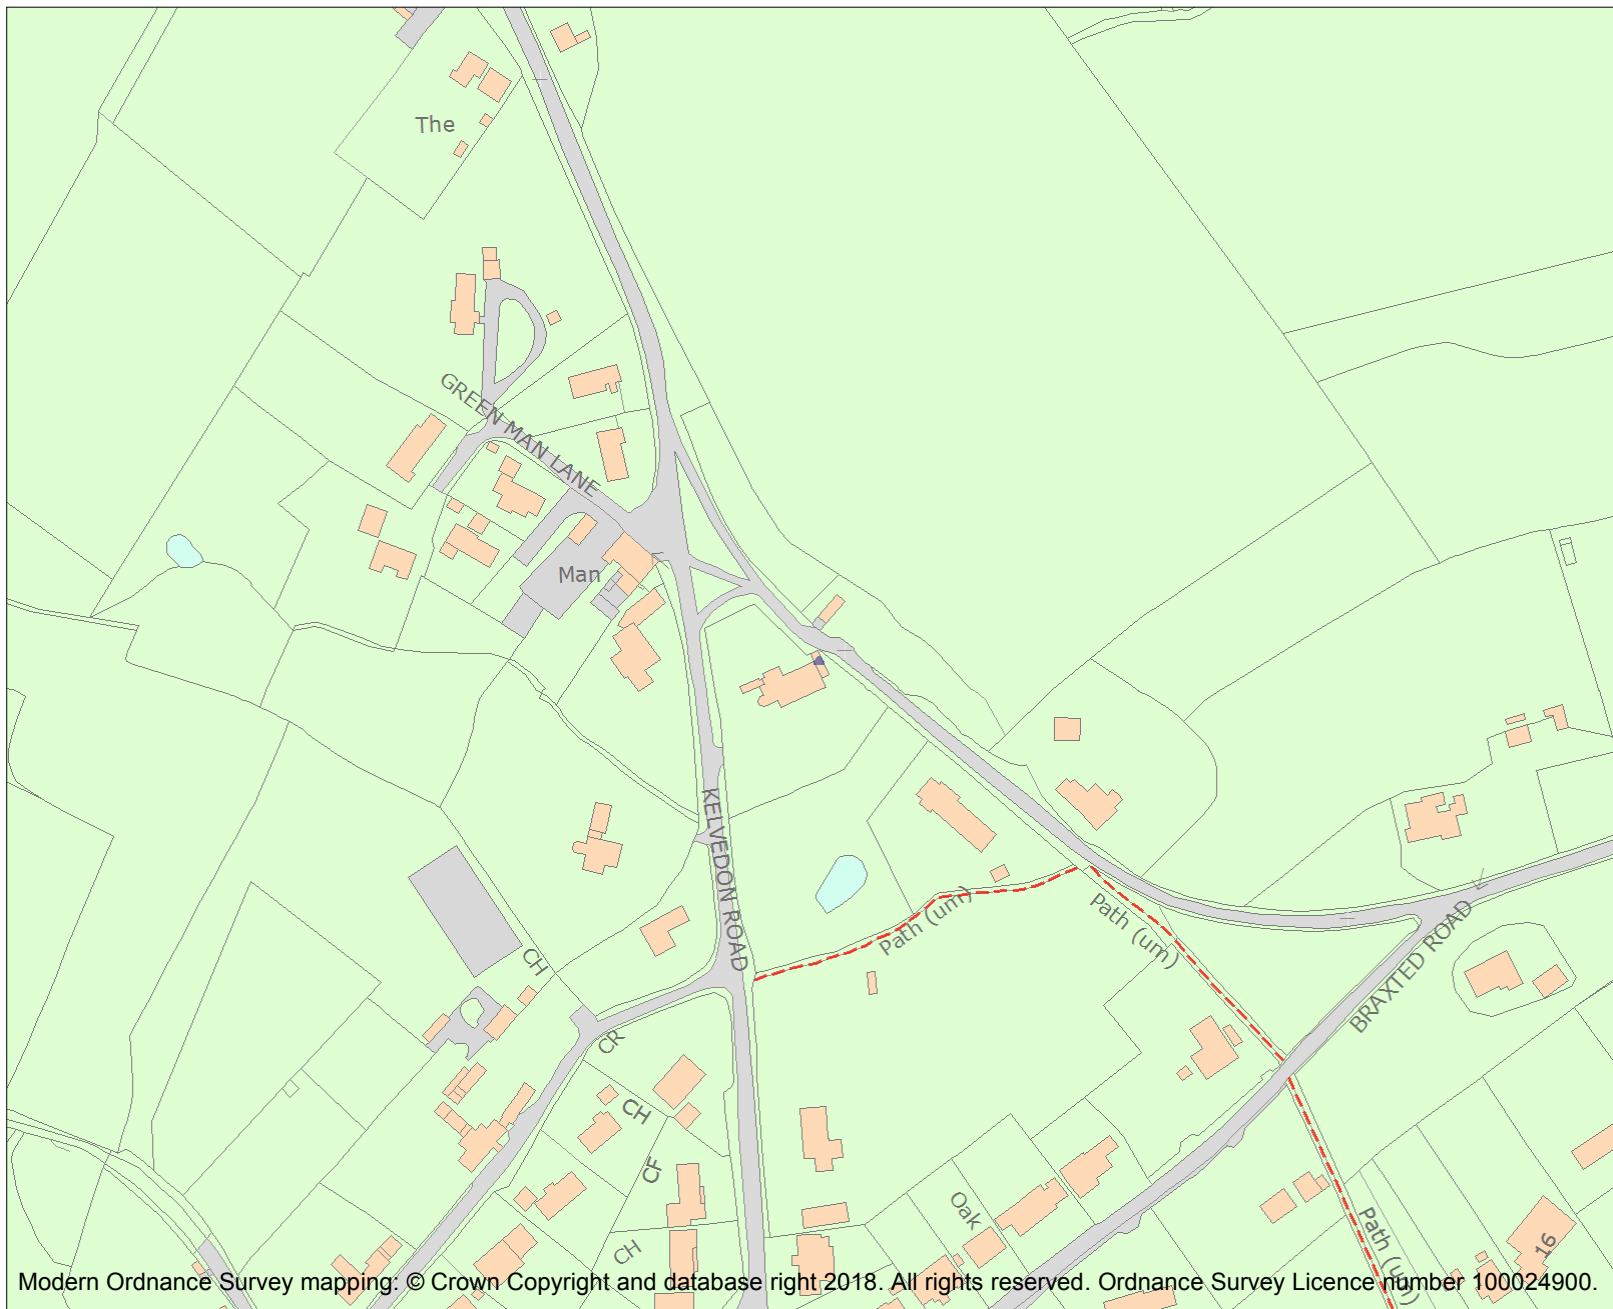 The
GREEN MAN LANE
Man
KELVEDON ROAD
Path (um)
Path (um)
BRAXTED ROAD
CH
CR
CH
CF
Oak
CH
Path (um)
16
Modern Ordnance Survey mapping: © Crown Copyright and database right 2018. All rights reserved. Ordnance Survey Licence number 100024900.